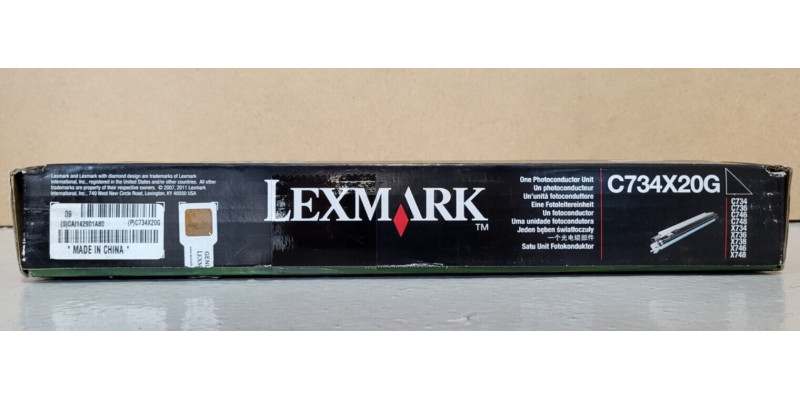 Lexmark and Lexmark with diamond design are trademarks of Lexmark
International, Inc., registered in the United States and/or other countries. All other
trademarks are property of their respective owners. © 2007, 2011 Lexmark
International, Inc., 740 West New Circle Road, Lexington, KY 40550 USA
09
(P)C734X20G
* MADE IN CHINA *
LEXMARK
TM
One Photoconductor Unit
Un photoconducteur
Un'unità fotoconduttore
Eine Fotoleitereinheit
Un fotoconductor
Uma unidade fotocondutora
Jeden bęben światłoczuły
一个光电辊部件
Satu Unit Fotokonduktor
C734X20G
C734
C736
C746
C748
X734
X736
X738
X746
X748